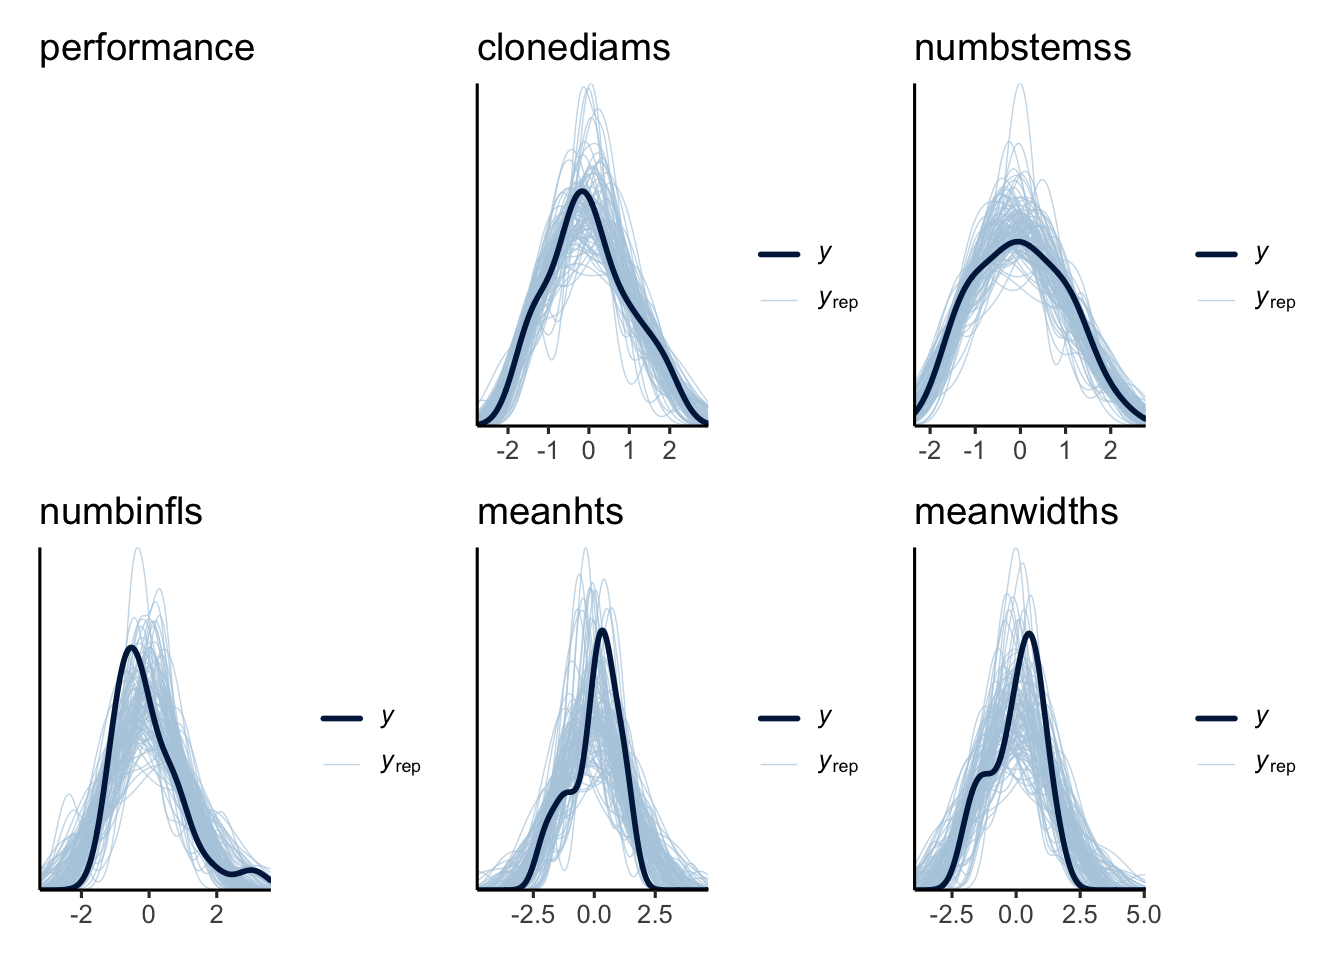 performance
clonediams
numbstemss
y
yrep
y
yrep
-2 -1 0 1 2
-2 -1 0 1 2
numbinfls
meanhts
meanwidths
y
yrep
y
yrep
y
yrep
-2 0 2
-2.5 0.0 2.5
-2.5 0.0 2.5 5.0